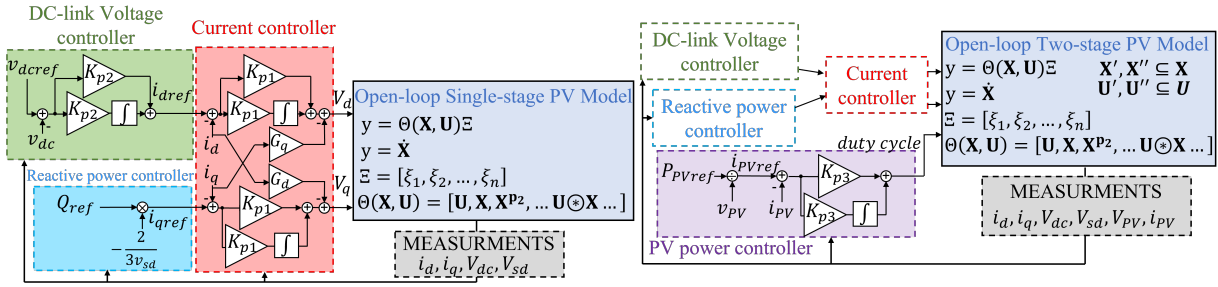 DC-link Voltage
controller
v_dcref
K_p2
K_p2
∫
i_dref
v_dc
-
Reactive power controller
Q_ref
i_qref
- 2/3v_sd
Current controller
K_p1
K_p1
∫
-
i_d
G_q
-
i_q
G_d
-
K_p1
K_p1
∫
-
V_d
V_q
Open-loop Single-stage PV Model
y = Θ(X, U)Ξ
y = Ẋ
Ξ = [ξ_1, ξ_2, … , ξ_n]
Θ(X, U) = [U, X, X^p2, … U⊛X …]
MEASURMENTS
i_d, i_q, V_dc, V_sd
DC-link Voltage
controller
Reactive power
controller
Current
controller
duty cycle
P_PVref
÷
i_PVref
v_PV
-
i_PV
K_p3
K_p3
∫
PV power controller
Open-loop Two-stage PV Model
y = Θ(X, U)Ξ X′, X′′ ⊆ X
y = Ẋ U′, U′′ ⊆ U
Ξ = [ξ_1, ξ_2, … , ξ_n]
Θ(X, U) = [U, X, X^p2, … U⊛X …]
MEASURMENTS
i_d, i_q, V_dc, V_sd, V_PV, i_PV